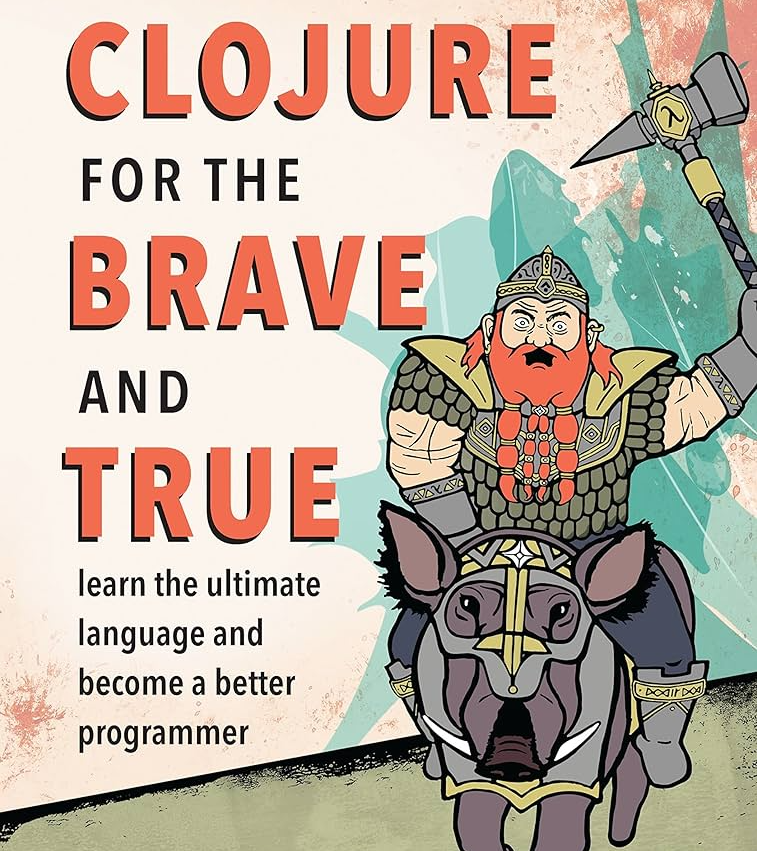 CLOJURE
FOR THE
BRAVE
AND
TRUE
learn the ultimate
language and
become a better
programmer
λ